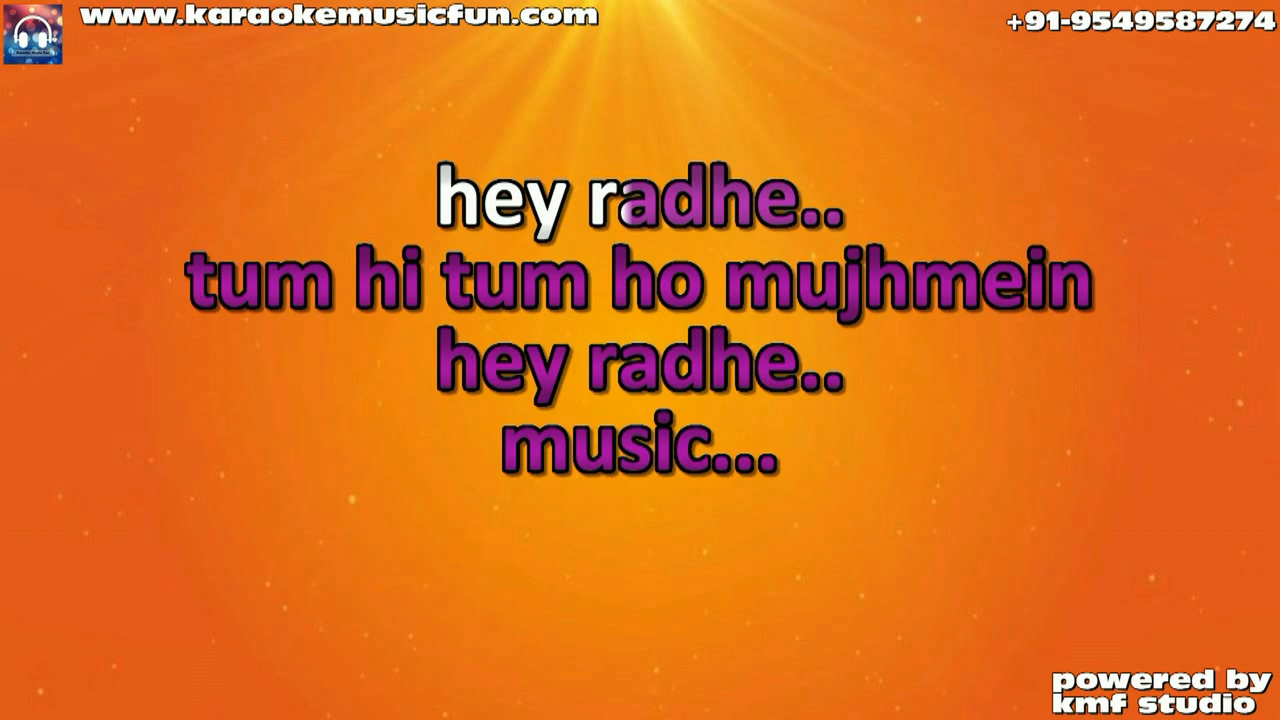 www.karaokemusicfun.com
+91-9549587274
hey radhe..
tum hi tum ho mujhmein
hey radhe..
music...
powered by
kmf studio